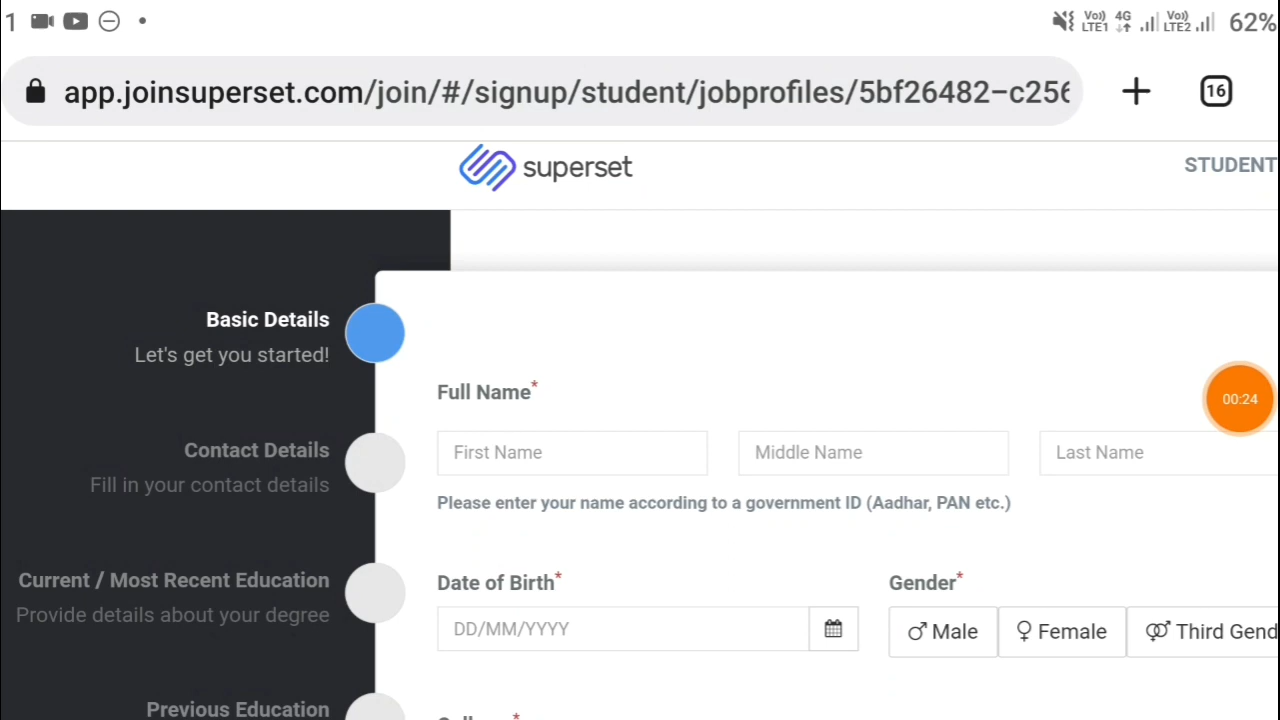 1 Vo) 4G Vo) 62%
LTE1 LTE2
app.joinsuperset.com/join/#/signup/student/jobprofiles/5bf26482-c256 16
superset STUDENT
Basic Details
Let's get you started!
Full Name*
00:24
Contact Details
Fill in your contact details
First Name Middle Name Last Name
Please enter your name according to a government ID (Aadhar, PAN etc.)
Current / Most Recent Education
Provide details about your degree
Date of Birth* Gender*
DD/MM/YYYY Male Female Third Gend
Previous Education